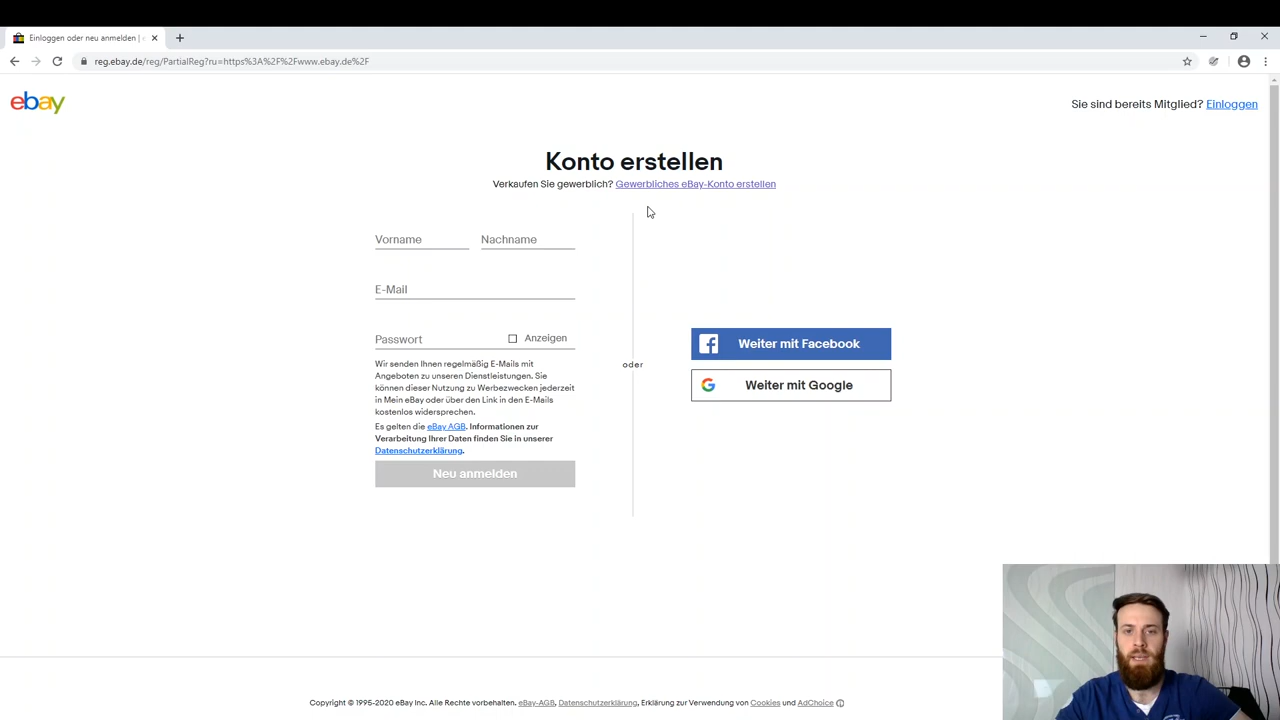 Einloggen oder neu anmelden |
reg.ebay.de/reg/PartialReg?ru=https%3A%2F%2Fwww.ebay.de%2F
ebay
Sie sind bereits Mitglied? Einloggen
Konto erstellen
Verkaufen Sie gewerblich? Gewerbliches eBay-Konto erstellen
Vorname Nachname
E-Mail
Passwort Anzeigen
Wir senden Ihnen regelmäßig E-Mails mit
Angeboten zu unseren Dienstleistungen. Sie
können dieser Nutzung zu Werbezwecken jederzeit
in Mein eBay oder über den Link in den E-Mails
kostenlos widersprechen.
Es gelten die eBay AGB. Informationen zur
Verarbeitung Ihrer Daten finden Sie in unserer
Datenschutzerklärung.
Neu anmelden
oder
Weiter mit Facebook
Weiter mit Google
Copyright © 1995-2020 eBay Inc. Alle Rechte vorbehalten. eBay-AGB, Datenschutzerklärung, Erklärung zur Verwendung von Cookies und AdChoice